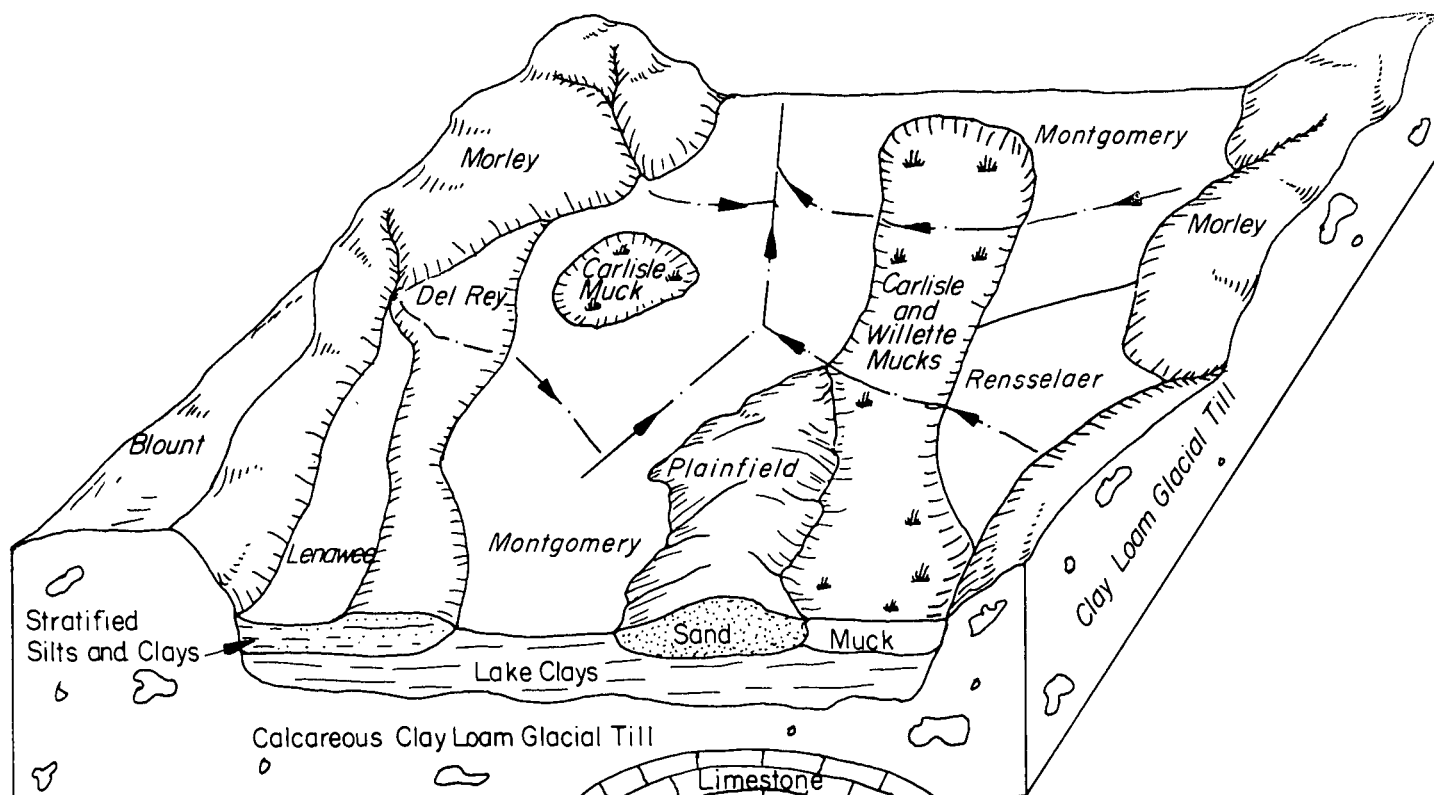 Montgomery
Morley
Morley
Carlisle
Muck
Del Rey
Carlisle
and
Willette
Mucks
Rensselaer
Blount
Plainfield
Clay Loam Glacial Till
Montgomery
Lenawee
Stratified
Silts and Clays
Sand
Muck
Lake Clays
Calcareous Clay Loam Glacial Till
Limestone